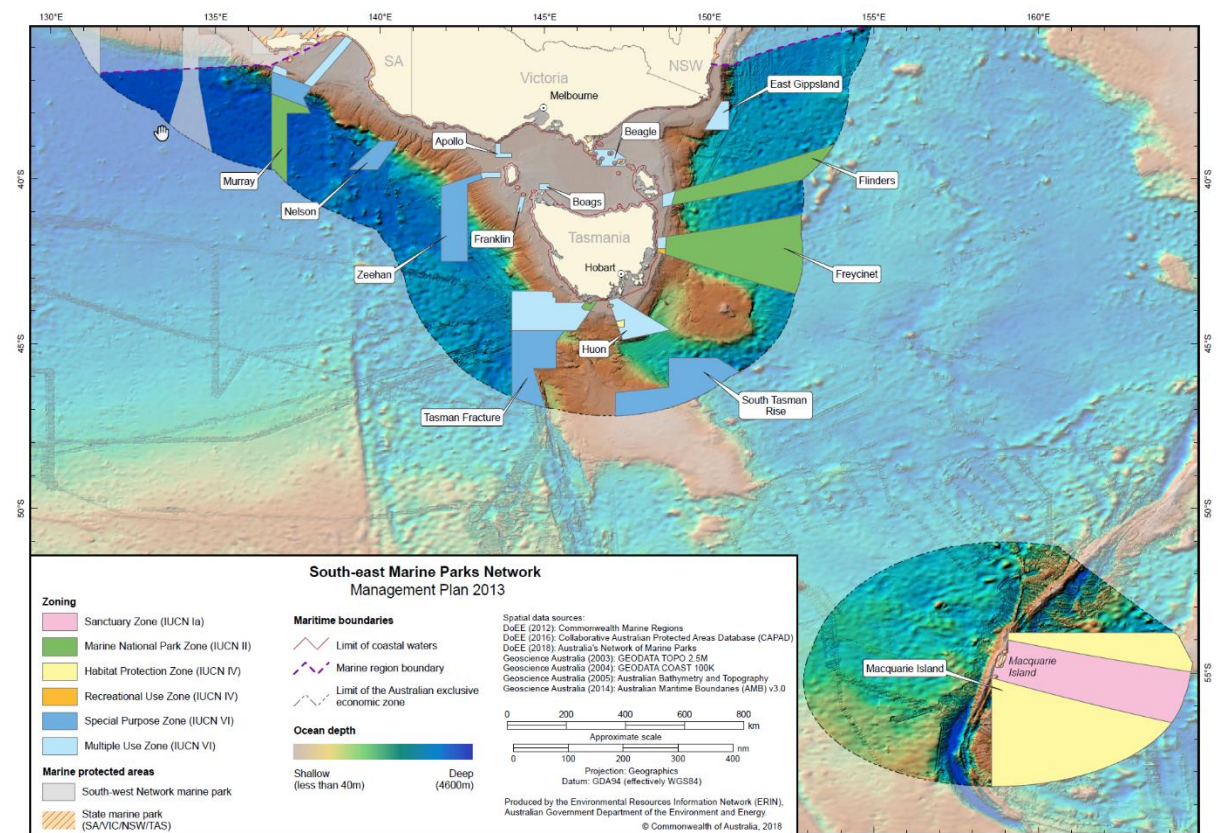 130°E 135°E 140°E 145°E 150°E 155°E 160°E
SA
Victoria
NSW
Melbourne
East Gippsland
Apollo
Beagle
40°S
Murray
Flinders
40°S
Nelson
Boags
Franklin
Tasmania
Zeehan
Hobart
Freycinet
45°S
Huon
45°S
Tasman Fracture
South Tasman
Rise
50°S
50°S
Macquarie Island
Macquarie
Island
55°S
South-east Marine Parks Network
Management Plan 2013
Zoning
Sanctuary Zone (IUCN Ia)
Marine National Park Zone (IUCN II)
Habitat Protection Zone (IUCN IV)
Recreational Use Zone (IUCN IV)
Special Purpose Zone (IUCN VI)
Multiple Use Zone (IUCN VI)
Marine protected areas
South-west Network marine park
State marine park
(SA/VIC/NSW/TAS)
Maritime boundaries
Limit of coastal waters
Marine region boundary
Limit of the Australian exclusive
economic zone
Ocean depth
Shallow
(less than 40m)
Deep
(4600m)
Spatial data sources:
DoEE (2012): Commonwealth Marine Regions
DoEE (2016): Collaborative Australian Protected Areas Database (CAPAD)
DoEE (2018): Australia's Network of Marine Parks
Geoscience Australia (2003): GEODATA TOPO 2.5M
Geoscience Australia (2004): GEODATA COAST 100K
Geoscience Australia (2005): Australian Bathymetry and Topography
Geoscience Australia (2014): Australian Maritime Boundaries (AMB) v3.0
0 200 400 600 800
km
Approximate scale
nm
0 100 200 300 400
Projection: Geographics
Datum: GDA94 (effectively WGS84)
Produced by the Environmental Resources Information Network (ERIN),
Australian Government Department of the Environment and Energy.
© Commonwealth of Australia, 2018